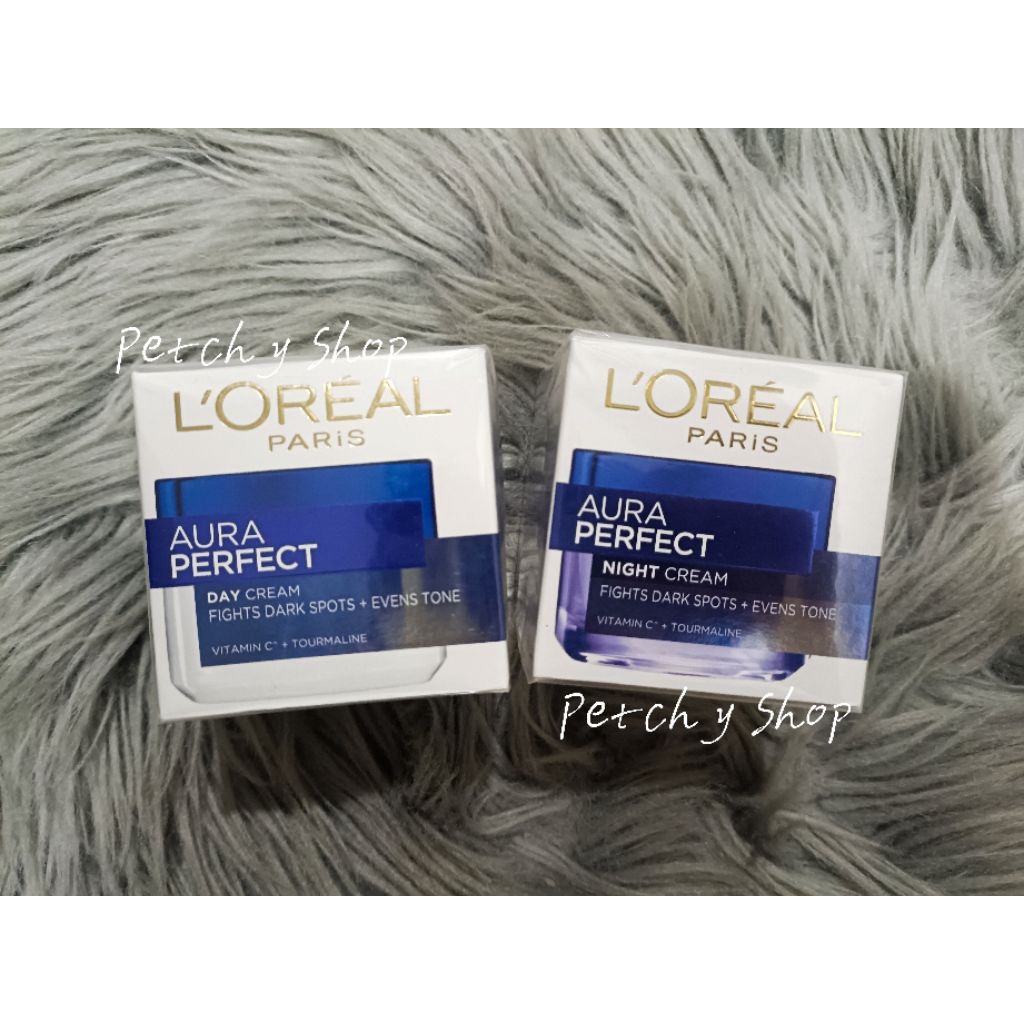 Petch y Shop
L'ORÉAL
PARiS
AURA
PERFECT
DAY CREAM
FIGHTS DARK SPOTS + EVENS TONE
VITAMIN C^ + TOURMALINE
L'ORÉAL
PARiS
AURA
PERFECT
NIGHT CREAM
FIGHTS DARK SPOTS + EVENS TONE
VITAMIN C^ + TOURMALINE
Petch y Shop